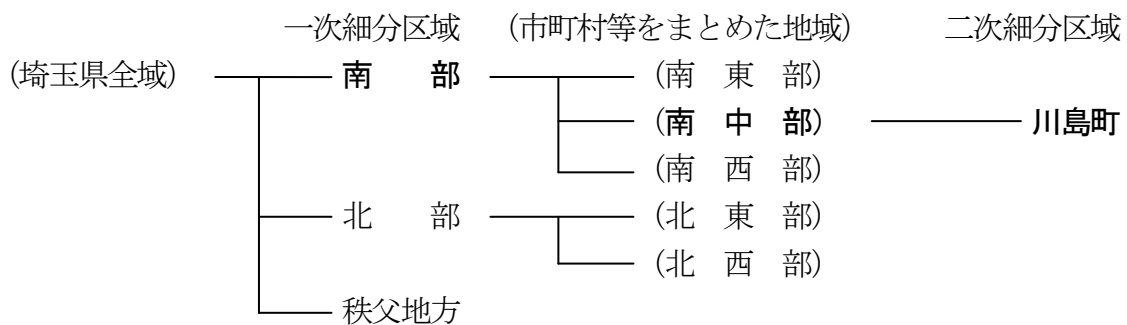 一次細分区域 (市町村等をまとめた地域) 二次細分区域
(埼玉県全域) 南 部 (南 東 部)
(南 中 部) 川島町
(南 西 部)
北 部 (北 東 部)
(北 西 部)
秩父地方